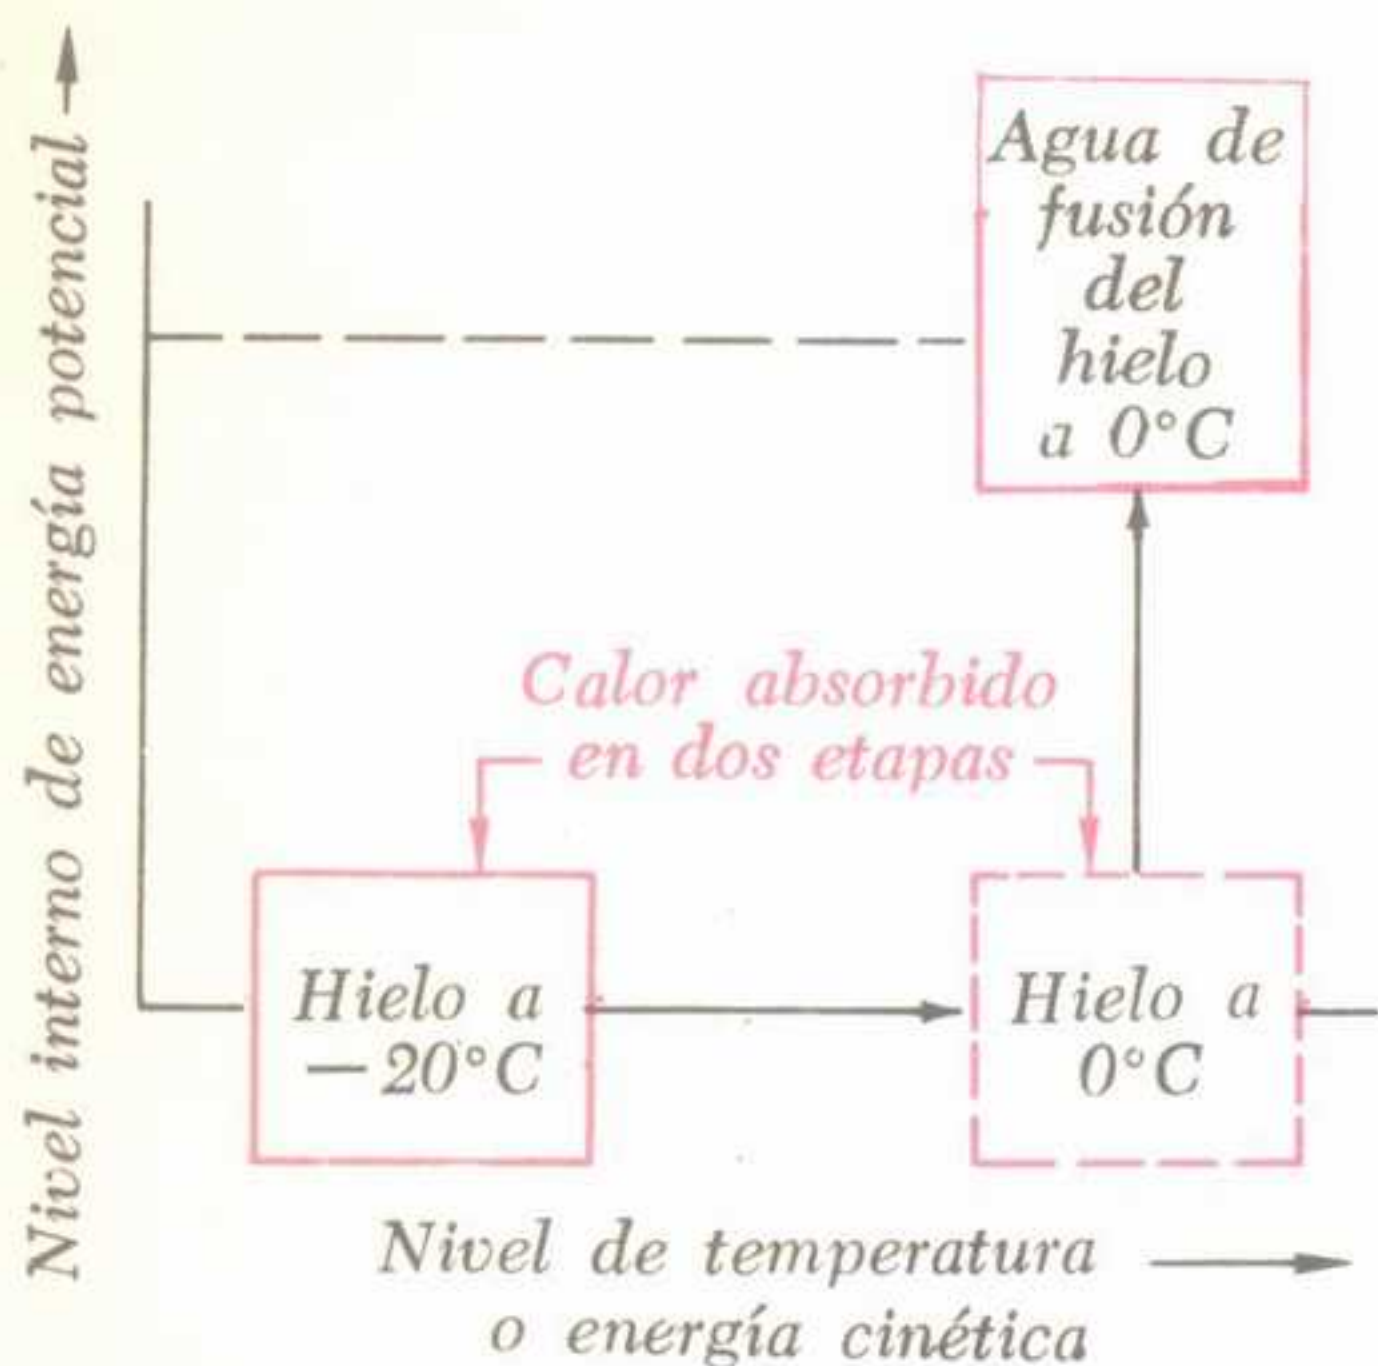 Nivel interno de energía potencial
Agua de
fusión
del
hielo
a 0°C
Calor absorbido
en dos etapas
Hielo a
—20°C
Hielo a
0°C
Nivel de temperatura
o energía cinética